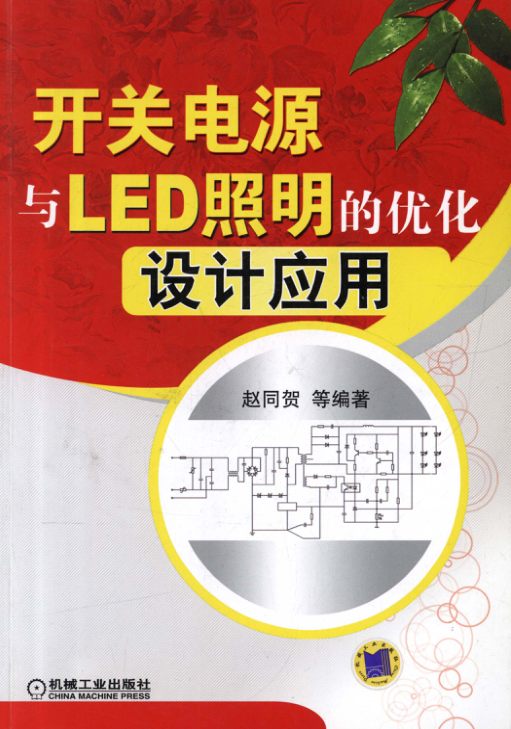 开关电源
与LED照明的优化
设计应用
赵同贺 等编著
机械工业出版社
CHINA MACHINE PRESS